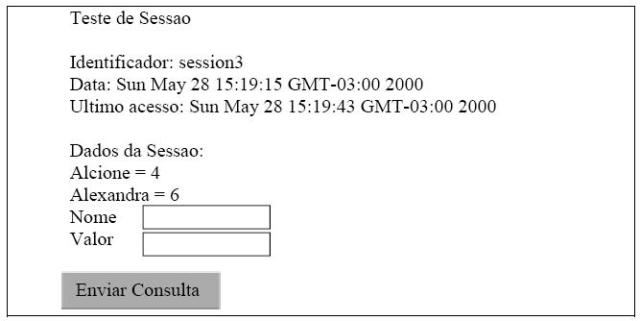 Teste de Sessao
Identificador: session3
Data: Sun May 28 15:19:15 GMT-03:00 2000
Ultimo acesso: Sun May 28 15:19:43 GMT-03:00 2000
Dados da Sessao:
Alcione = 4
Alexandra = 6
Nome
Valor
Enviar Consulta